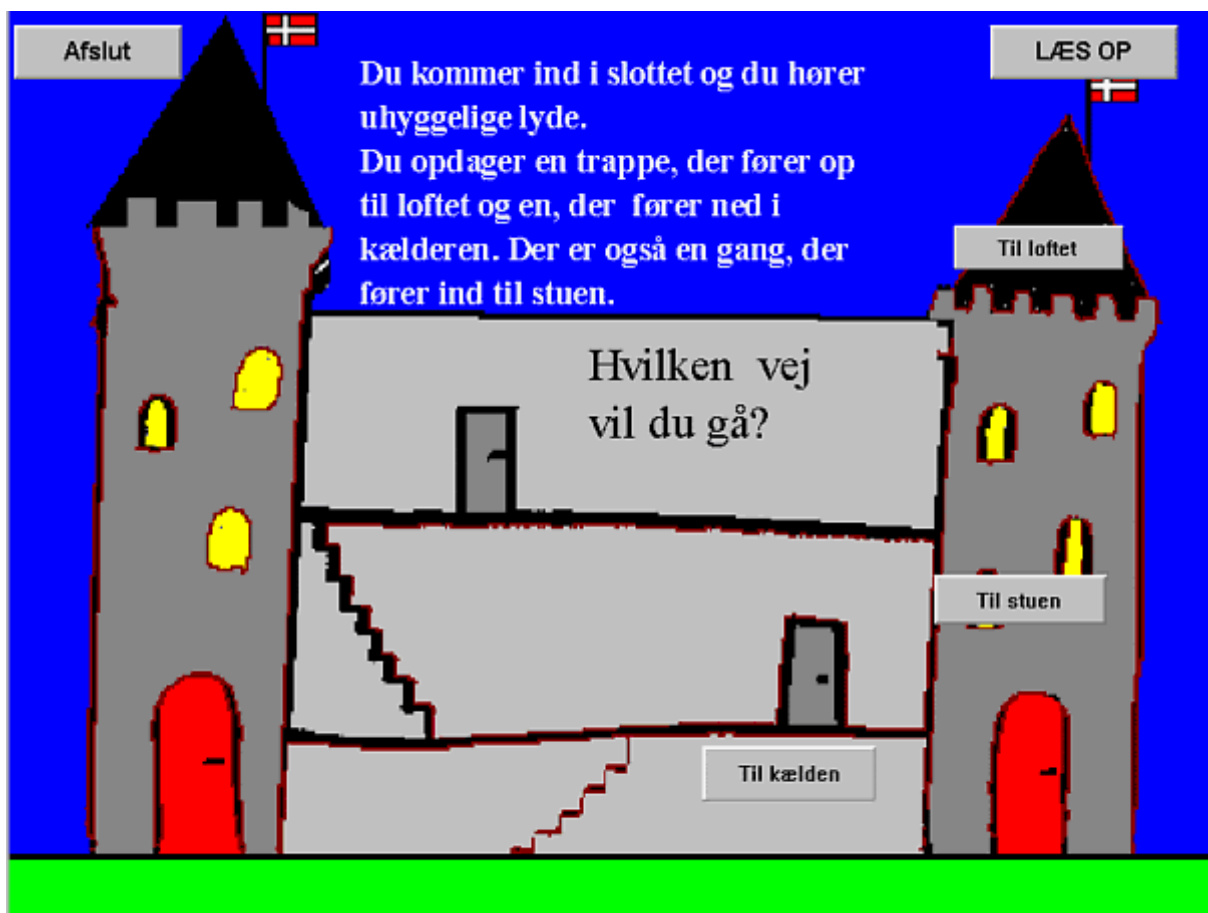 Afslut
LÆS OP
Du kommer ind i slottet og du hører
uhyggelige lyde.
Du opdager en trappe, der fører op
til loftet og en, der  fører ned i
kælderen. Der er også en gang, der
fører ind til stuen.
Til loftet
Hvilken  vej
vil du gå?
Til stuen
Til kælden